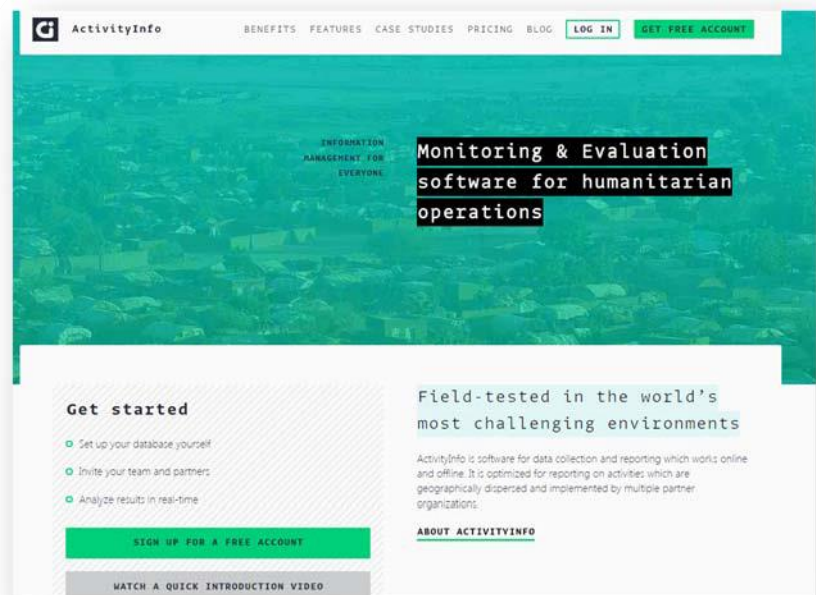 ActivityInfo
BENEFITS FEATURES CASE STUDIES PRICING BLOG LOG IN GET FREE ACCOUNT
INFORMATION
MANAGEMENT FOR
EVERYONE
Monitoring & Evaluation
software for humanitarian
operations
Get started
Set up your database yourself
Invite your team and partners
Analyze results in real-time
SIGN UP FOR A FREE ACCOUNT
WATCH A QUICK INTRODUCTION VIDEO
Field-tested in the world's
most challenging environments
ActivityInfo is software for data collection and reporting which works online
and offline. It is optimized for reporting on activities which are
geographically dispersed and implemented by multiple partner
organizations.
ABOUT ACTIVITYINFO